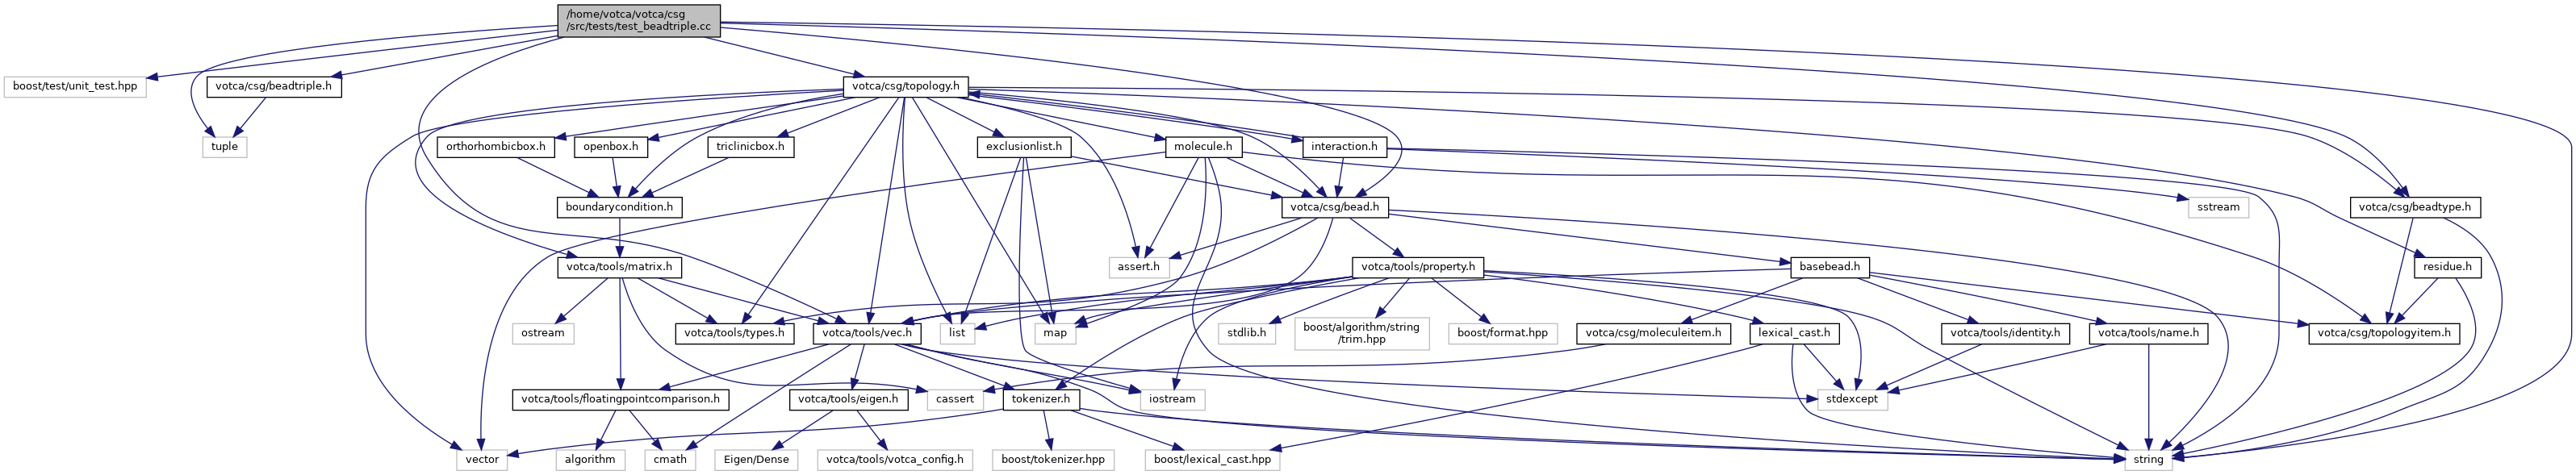 /home/votca/votca/csg
/src/tests/test_beadtriple.cc
boost/test/unit_test.hpp
votca/csg/beadtriple.h
votca/csg/topology.h
tuple
orthorhombicbox.h
openbox.h
triclinicbox.h
exclusionlist.h
molecule.h
interaction.h
boundarycondition.h
votca/csg/bead.h
sstream
votca/csg/beadtype.h
votca/tools/matrix.h
assert.h
votca/tools/property.h
basebead.h
residue.h
ostream
votca/tools/types.h
votca/tools/vec.h
list
map
stdlib.h
boost/algorithm/string
/trim.hpp
boost/format.hpp
votca/csg/moleculeitem.h
lexical_cast.h
votca/tools/identity.h
votca/tools/name.h
votca/csg/topologyitem.h
votca/tools/floatingpointcomparison.h
votca/tools/eigen.h
cassert
tokenizer.h
iostream
stdexcept
vector
algorithm
cmath
Eigen/Dense
votca/tools/votca_config.h
boost/tokenizer.hpp
boost/lexical_cast.hpp
string